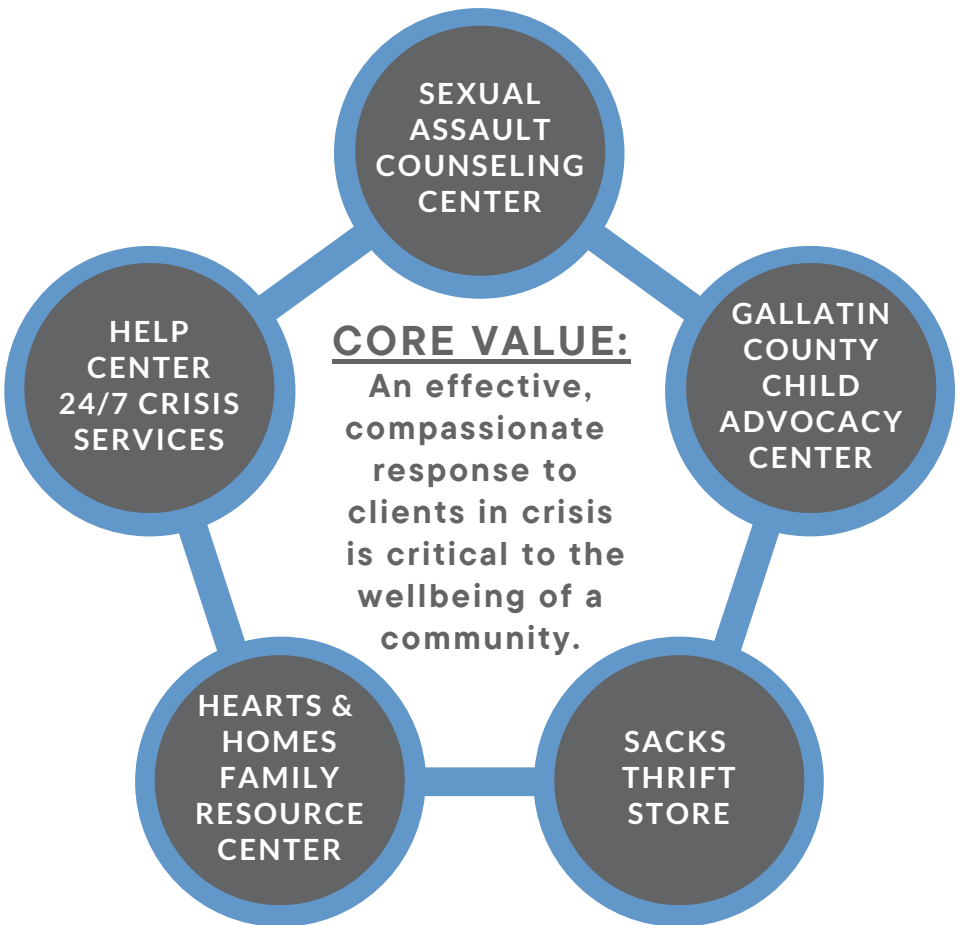 SEXUAL
ASSAULT
COUNSELING
CENTER
HELP
CENTER
24/7 CRISIS
SERVICES
GALLATIN
COUNTY
CHILD
ADVOCACY
CENTER
CORE VALUE:
An effective,
compassionate
response to
clients in crisis
is critical to the
wellbeing of a
community.
HEARTS &
HOMES
FAMILY
RESOURCE
CENTER
SACKS
THRIFT
STORE